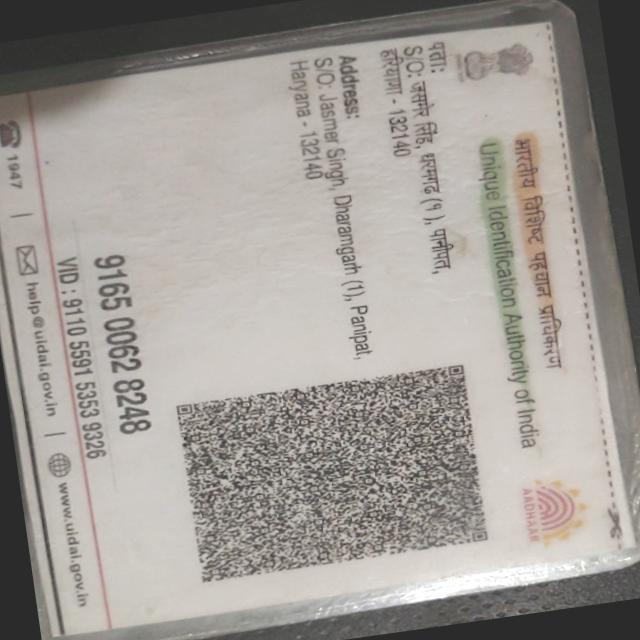 भारतीय विशिष्ट पहचान प्राधिकरण
Unique Identification Authority of India
AADHAAR
पता:
S/O: जसमेर सिंह, धरमगढ (१), पानीपत,
हरियाणा - 132140
Address:
S/O: Jasmer Singh, Dharamgarh (1), Panipat,
Haryana - 132140
9165 0062 8248
VID : 9110 5591 5353 9326
1947 | help@uidai.gov.in | www.uidai.gov.in